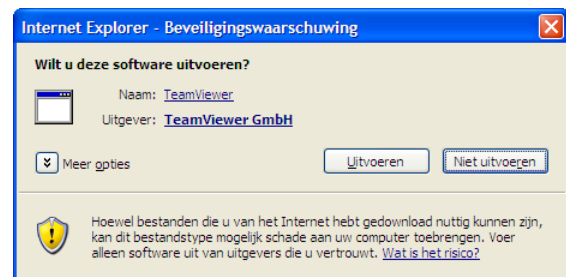 Internet Explorer - Beveiligingswaarschuwing
Wilt u deze software uitvoeren?
Naam: TeamViewer
Uitgever: TeamViewer GmbH
Meer opties
Uitvoeren
Niet uitvoeren
Hoewel bestanden die u van het Internet hebt gedownload nuttig kunnen zijn,
kan dit bestandstype mogelijk schade aan uw computer toebrengen. Voer
alleen software uit van uitgevers die u vertrouwt. Wat is het risico?